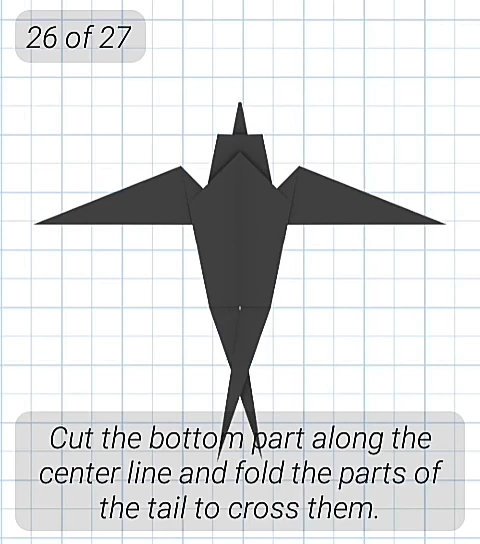 26 of 27
Cut the bottom part along the
center line and fold the parts of
the tail to cross them.